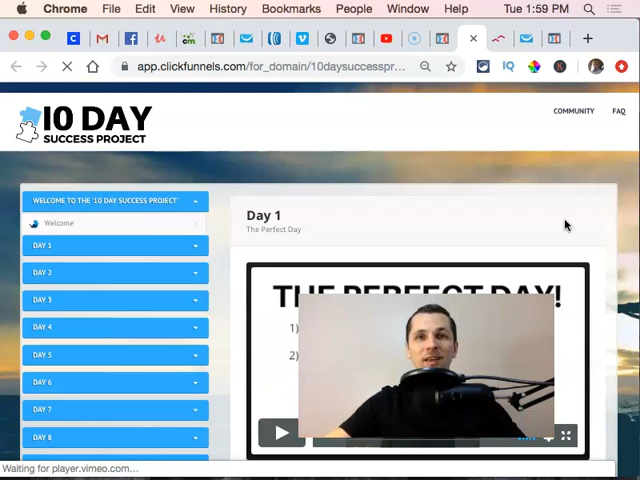 Chrome File Edit View History Bookmarks People Window Help Tue 1:59 PM
app.clickfunnels.com/for_domain/10daysuccesspr...
10 DAY
SUCCESS PROJECT
COMMUNITY FAQ
WELCOME TO THE '10 DAY SUCCESS PROJECT'
Welcome
DAY 1
DAY 2
DAY 3
DAY 4
DAY 5
DAY 6
DAY 7
DAY 8
Day 1
The Perfect Day
THE PERFECT DAY!
1)
2)
Waiting for player.vimeo.com...